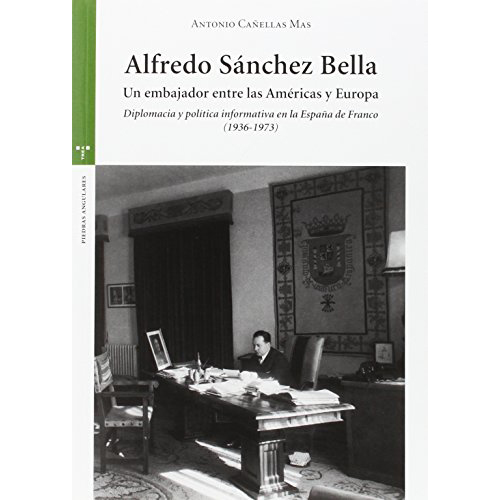 Antonio Cañellas Mas
Alfredo Sánchez Bella
Un embajador entre las Américas y Europa
Diplomacia y política informativa en la España de Franco
(1936-1973)
TREA
PIEDRAS ANGULARES